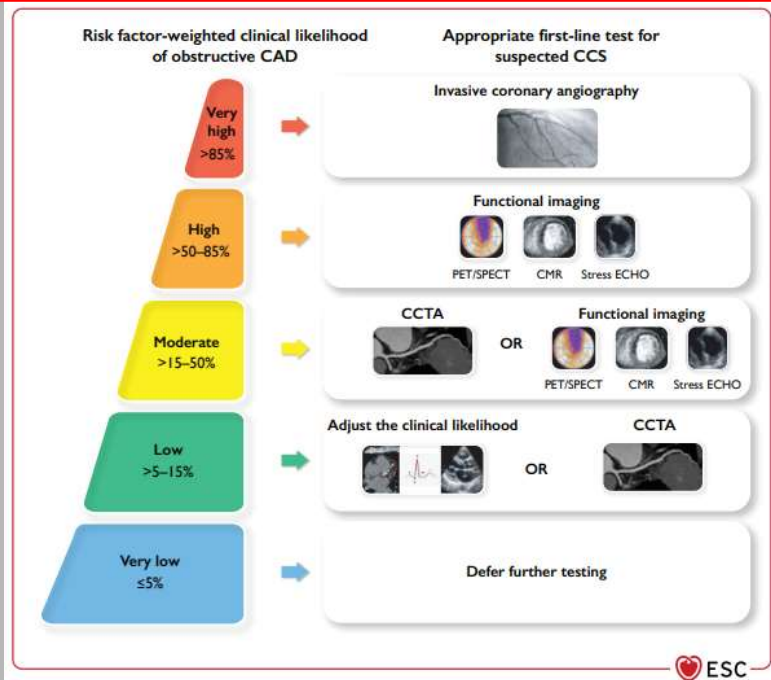 Risk factor-weighted clinical likelihood
of obstructive CAD
Appropriate first-line test for
suspected CCS
Very
high
>85%
Invasive coronary angiography
High
>50–85%
Functional imaging
PET/SPECT
CMR
Stress ECHO
Moderate
>15–50%
CCTA
OR
Functional imaging
PET/SPECT
CMR
Stress ECHO
Low
>5–15%
Adjust the clinical likelihood
OR
CCTA
Very low
≤5%
Defer further testing
ESC